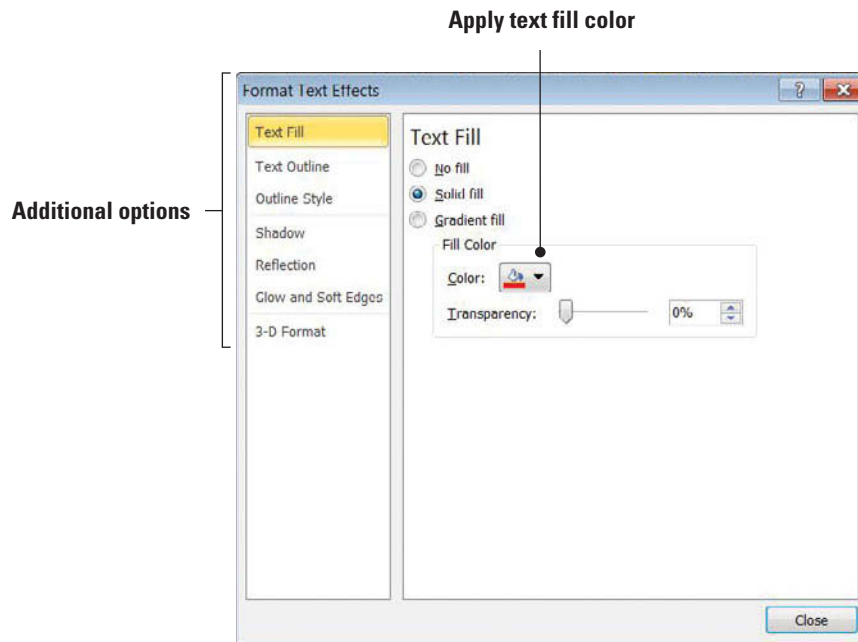 Apply text fill color
Format Text Effects
Additional options
Text Fill
Text Outline
Outline Style
Shadow
Reflection
Glow and Soft Edges
3-D Format
Text Fill
No fill
Solid fill
Gradient fill
Fill Color
Color:
Transparency:
0%
Close